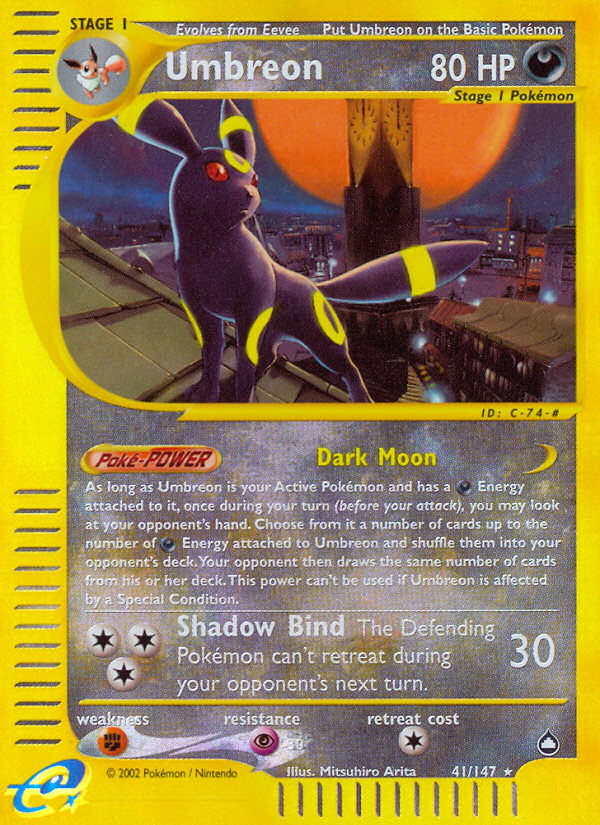 STAGE 1
Evolves from Eevee Put Umbreon on the Basic Pokémon
Umbreon 80 HP
Stage 1 Pokémon
ID: C-74-#
Poké-POWER Dark Moon
As long as Umbreon is your Active Pokémon and has a Energy
attached to it, once during your turn (before your attack), you may look
at your opponent's hand. Choose from it a number of cards up to the
number of Energy attached to Umbreon and shuffle them into your
opponent's deck. Your opponent then draws the same number of cards
from his or her deck. This power can't be used if Umbreon is affected
by a Special Condition.
Shadow Bind The Defending
Pokémon can't retreat during
your opponent's next turn.
30
weakness resistance retreat cost
-30
© 2002 Pokémon / Nintendo Illus. Mitsuhiro Arita 41/147 ★
e